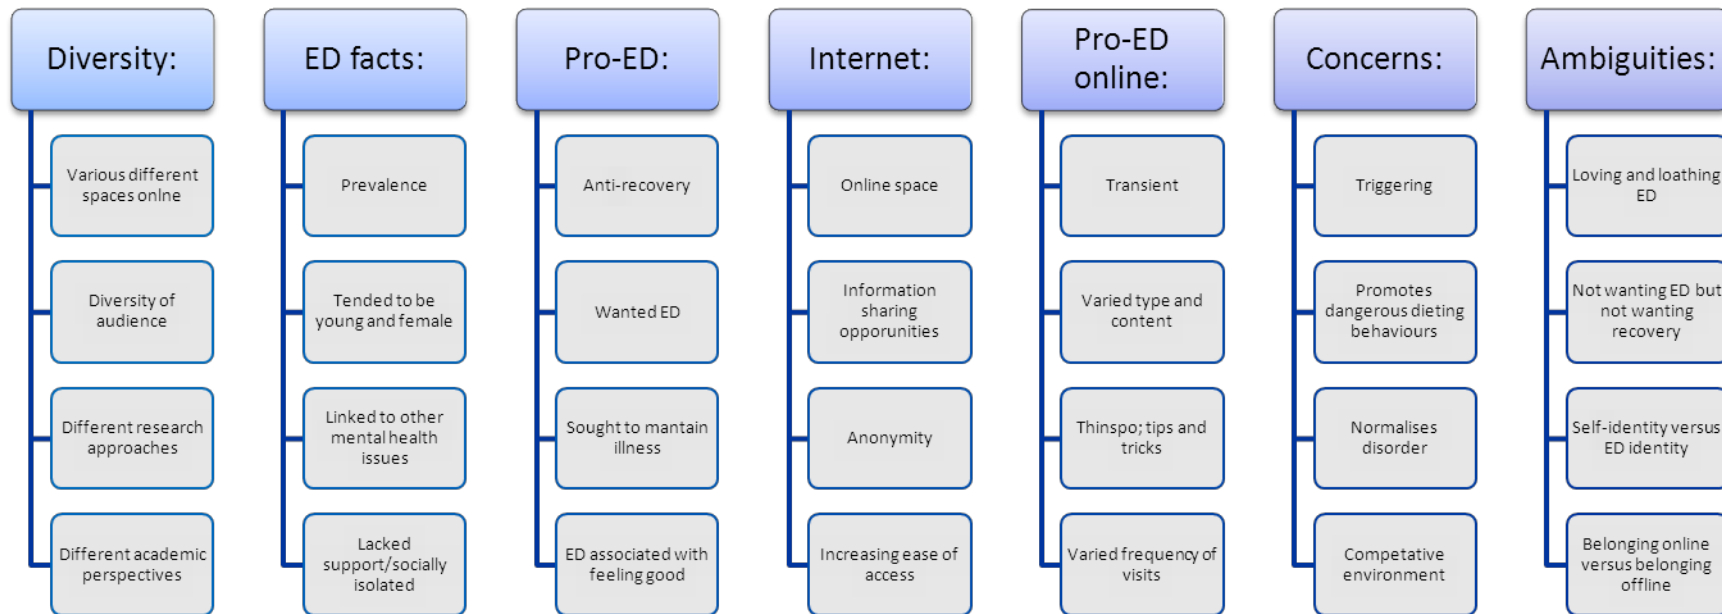 Diversity:
Various different
spaces onlne
Diversity of
audience
Different research
approaches
Different academic
perspectives
ED facts:
Prevalence
Tended to be
young and female
Linked to other
mental health
issues
Lacked
support/socially
isolated
Pro-ED:
Anti-recovery
Wanted ED
Sought to mantain
illness
ED associated with
feeling good
Internet:
Online space
Information
sharing
opporunities
Anonymity
Increasing ease of
access
Pro-ED
online:
Transient
Varied type and
content
Thinspo; tips and
tricks
Varied frequency of
visits
Concerns:
Triggering
Promotes
dangerous dieting
behaviours
Normalises
disorder
Competative
environment
Ambiguities:
Loving and loathing
ED
Not wanting ED but
not wanting
recovery
Self-identity versus
ED identity
Belonging online
versus belonging
offline